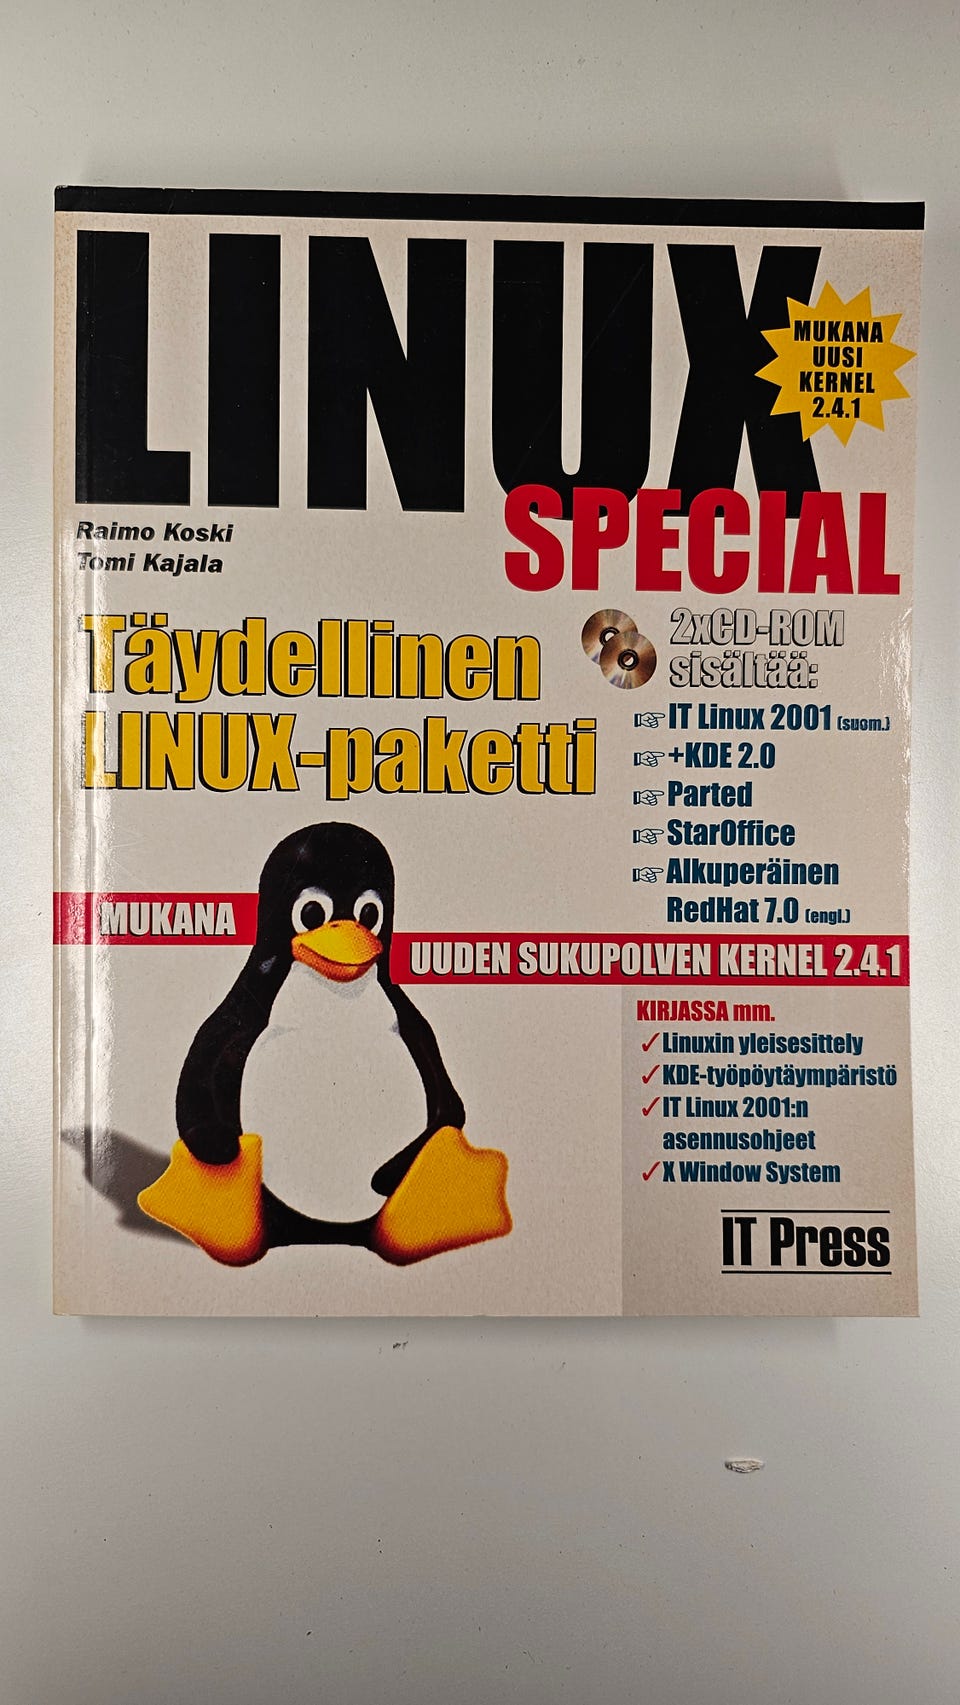 LINUX
MUKANA
UUSI
KERNEL
2.4.1
SPECIAL
Raimo Koski
Tomi Kajala
Täydellinen
LINUX-paketti
2xCD-ROM
sisältää:
IT Linux 2001 (suom.)
+KDE 2.0
Parted
StarOffice
Alkuperäinen
RedHat 7.0 (engl.)
MUKANA
UUDEN SUKUPOLVEN KERNEL 2.4.1
KIRJASSA mm.
✓Linuxin yleisesittely
✓KDE-työpöytäympäristö
✓IT Linux 2001:n
asennusohjeet
✓X Window System
IT Press